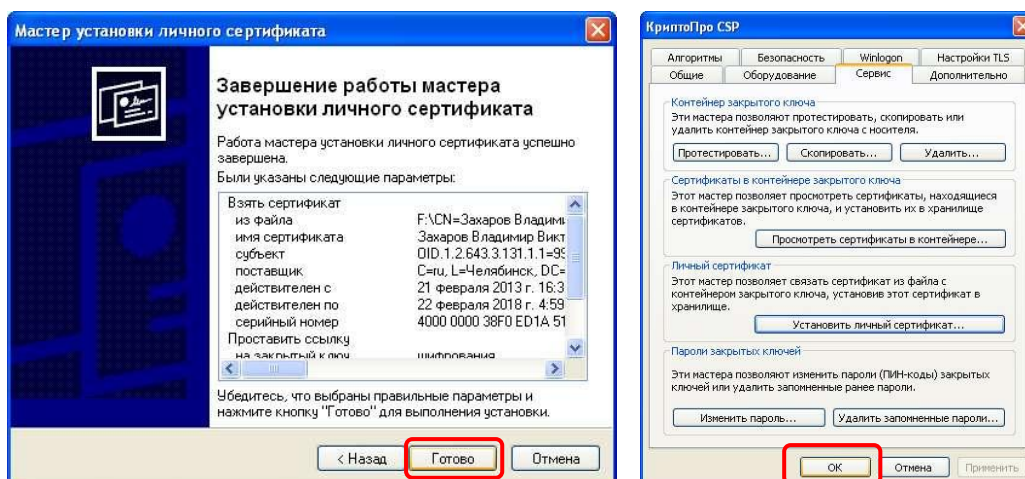 Мастер установки личного сертификата
Завершение работы мастера
установки личного сертификата
Работа мастера установки личного сертификата успешно
завершена.
Были указаны следующие параметры:
Взять сертификат
из файла F:\CN=Захаров Владими
имя сертификата Захаров Владимир Викт
субъект OID.1.2.643.3.131.1.1=99
поставщик C=ru, L=Челябинск, DC=
действителен с 21 февраля 2013 г. 16:3
действителен по 22 февраля 2018 г. 4:59
серийный номер 4000 0000 38F0 ED1A 51
Проставить ссылку
на закрытый ключ шифрования
Убедитесь, что выбраны правильные параметры и
нажмите кнопку "Готово" для выполнения установки.
< Назад Готово Отмена
КриптоПро CSP
Алгоритмы Безопасность Winlogon Настройки TLS
Общие Оборудование Сервис Дополнительно
Контейнер закрытого ключа
Эти мастера позволяют протестировать, скопировать или
удалить контейнер закрытого ключа с носителя.
Протестировать... Скопировать... Удалить...
Сертификаты в контейнере закрытого ключа
Этот мастер позволяет просмотреть сертификаты, находящиеся
в контейнере закрытого ключа, и установить их в хранилище
сертификатов.
Просмотреть сертификаты в контейнере...
Личный сертификат
Этот мастер позволяет связать сертификат из файла с
контейнером закрытого ключа, установив этот сертификат в
хранилище.
Установить личный сертификат...
Пароли закрытых ключей
Эти мастера позволяют изменить пароли (ПИН-коды) закрытых
ключей или удалить запомненные ранее пароли.
Изменить пароль... Удалить запомненные пароли...
ОК Отмена Применить